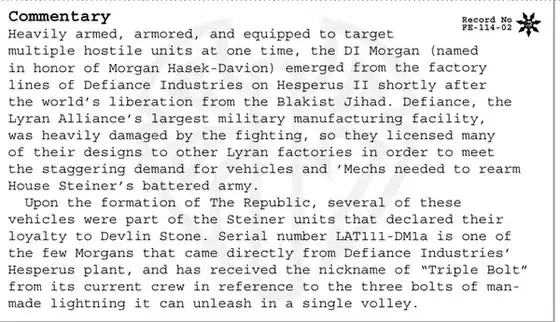 Commentary
Record No
FE-114-02
Heavily armed, armored, and equipped to target
multiple hostile units at one time, the DI Morgan (named
in honor of Morgan Hasek-Davion) emerged from the factory
lines of Defiance Industries on Hesperus II shortly after
the world's liberation from the Blakist Jihad. Defiance, the
Lyran Alliance's largest military manufacturing facility,
was heavily damaged by the fighting, so they licensed many
of their designs to other Lyran factories in order to meet
the staggering demand for vehicles and 'Mechs needed to rearm
House Steiner's battered army.
Upon the formation of The Republic, several of these
vehicles were part of the Steiner units that declared their
loyalty to Devlin Stone. Serial number LAT111-DM1a is one of
the few Morgans that came directly from Defiance Industries'
Hesperus plant, and has received the nickname of “Triple Bolt”
from its current crew in reference to the three bolts of man-
made lightning it can unleash in a single volley.